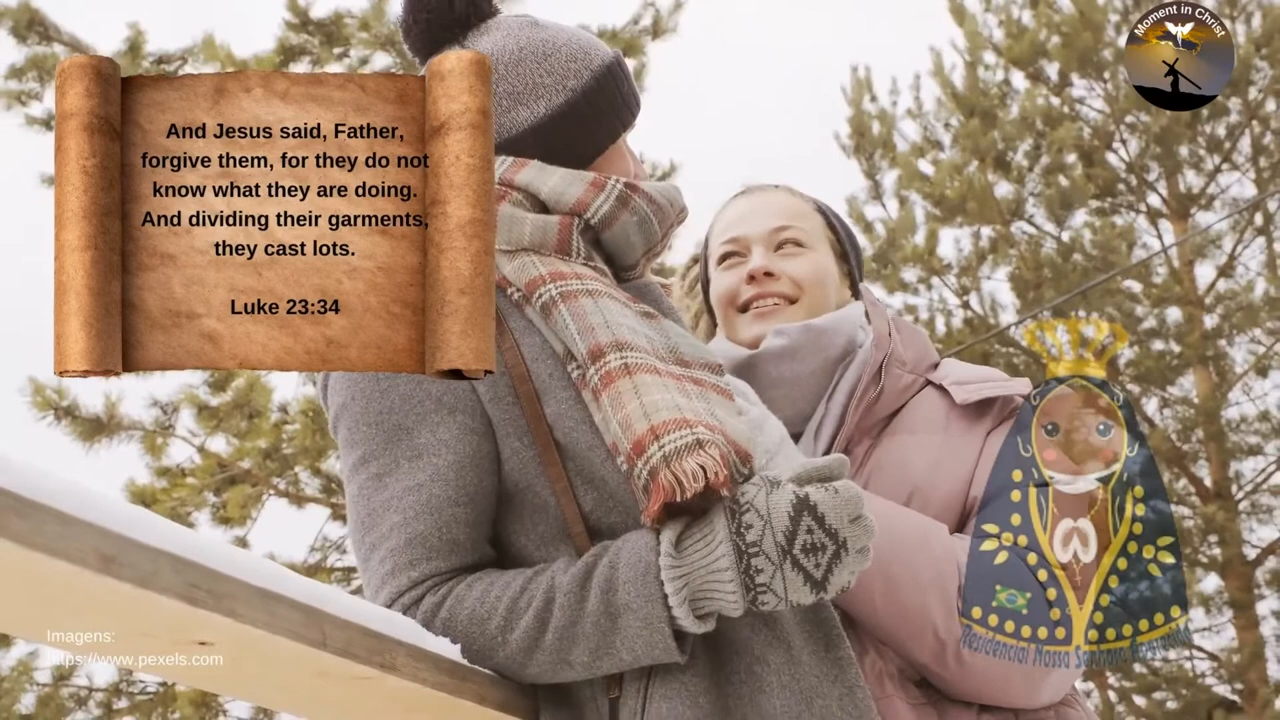 Moment in Christ
And Jesus said, Father,
forgive them, for they do not
know what they are doing.
And dividing their garments,
they cast lots.
Luke 23:34
Imagens:
https://www.pexels.com
Residencial Nossa Senhora Aparecida